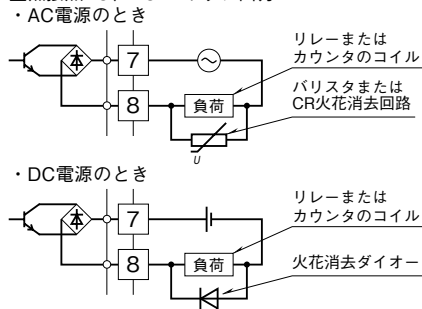 ・AC電源のとき
リレーまたは
カウンタのコイル
7
8
負荷
バリスタまたは
CR火花消去回路
U
・DC電源のとき
リレーまたは
カウンタのコイル
7
8
負荷
火花消去ダイオー